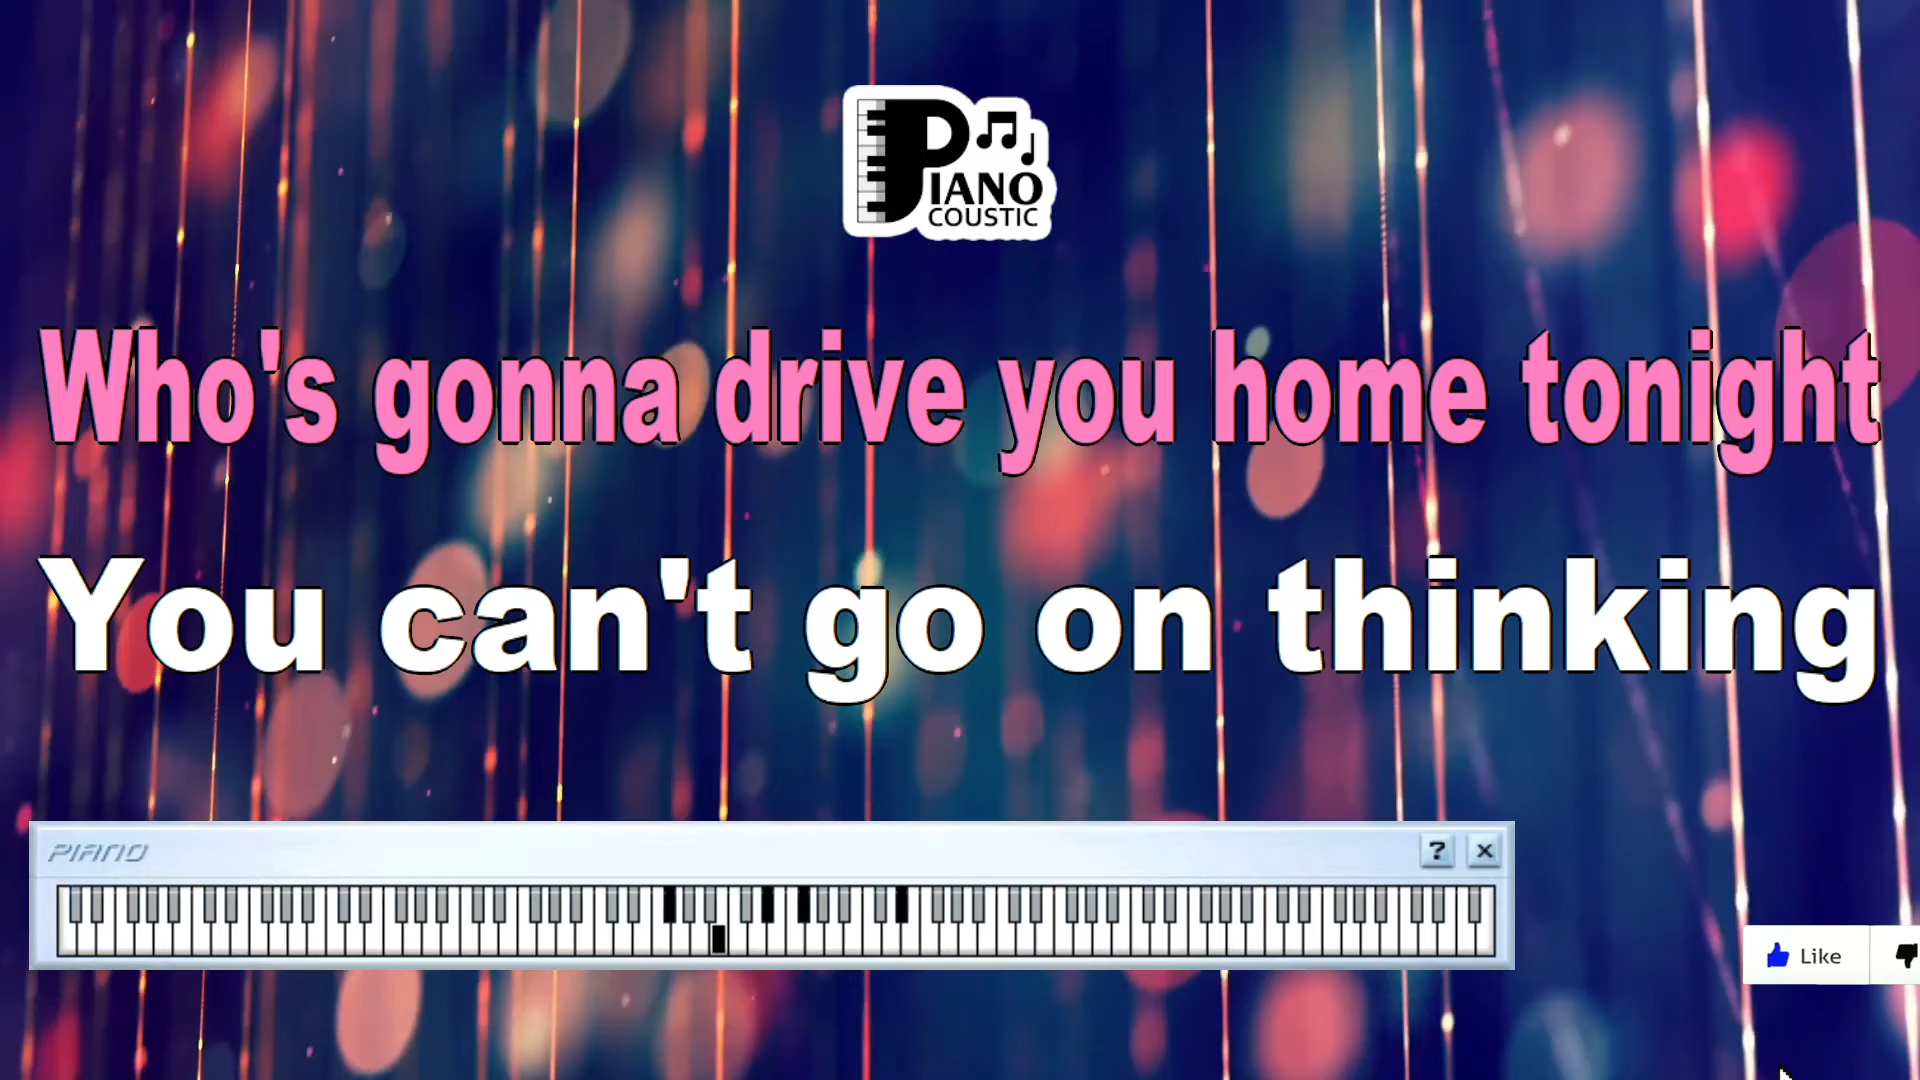 PIANO
COUSTIC
Who's gonna drive you home tonight
You can't go on thinking
PIANO
? X
Like